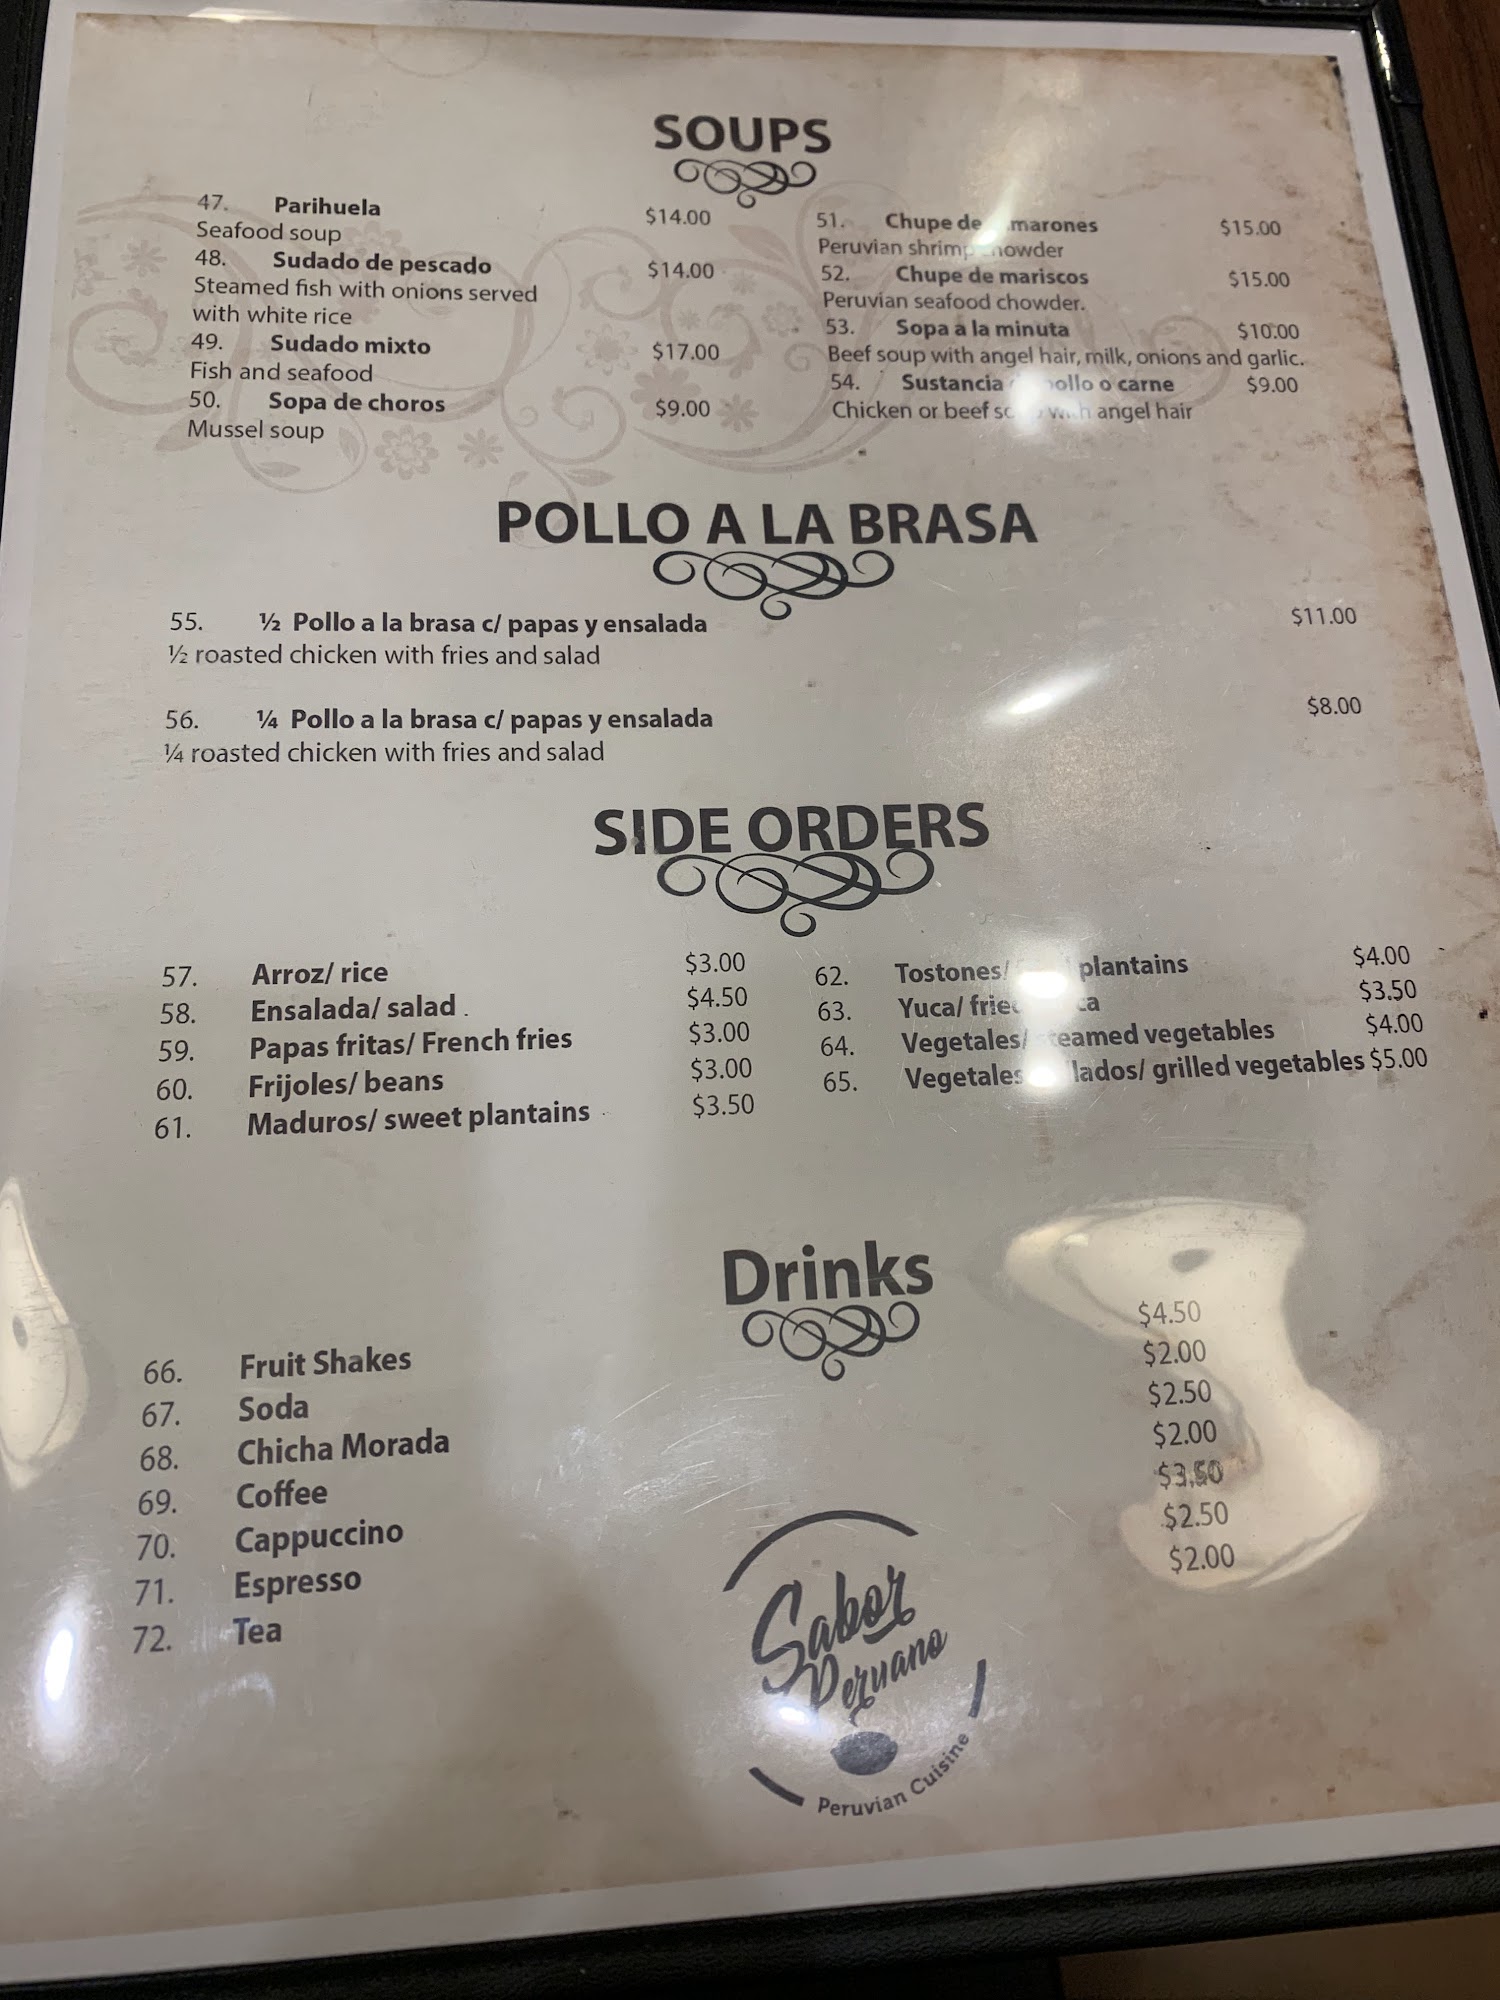 SOUPS
47. Parihuela $14.00
Seafood soup
48. Sudado de pescado $14.00
Steamed fish with onions served
with white rice
49. Sudado mixto $17.00
Fish and seafood
50. Sopa de choros $9.00
Mussel soup
51. Chupe de marones $15.00
Peruvian shrimp howder
52. Chupe de mariscos $15.00
Peruvian seafood chowder.
53. Sopa a la minuta $10.00
Beef soup with angel hair, milk, onions and garlic.
54. Sustancia ollo o carne $9.00
Chicken or beef with angel hair
POLLO A LA BRASA
55. ½ Pollo a la brasa c/ papas y ensalada $11.00
½ roasted chicken with fries and salad
56. ¼ Pollo a la brasa c/ papas y ensalada $8.00
¼ roasted chicken with fries and salad
SIDE ORDERS
57. Arroz/ rice $3.00
58. Ensalada/ salad $4.50
59. Papas fritas/ French fries $3.00
60. Frijoles/ beans $3.00
61. Maduros/ sweet plantains $3.50
62. Tostones/ plantains $4.00
63. Yuca/ fried $3.50
64. Vegetales/ steamed vegetables $4.00
65. Vegetales lados/ grilled vegetables $5.00
Drinks
66. Fruit Shakes $4.50
67. Soda $2.00
68. Chicha Morada $2.50
69. Coffee $2.00
70. Cappuccino $3.50
71. Espresso $2.50
72. Tea $2.00
Sabor
Peruano
Peruvian Cuisine